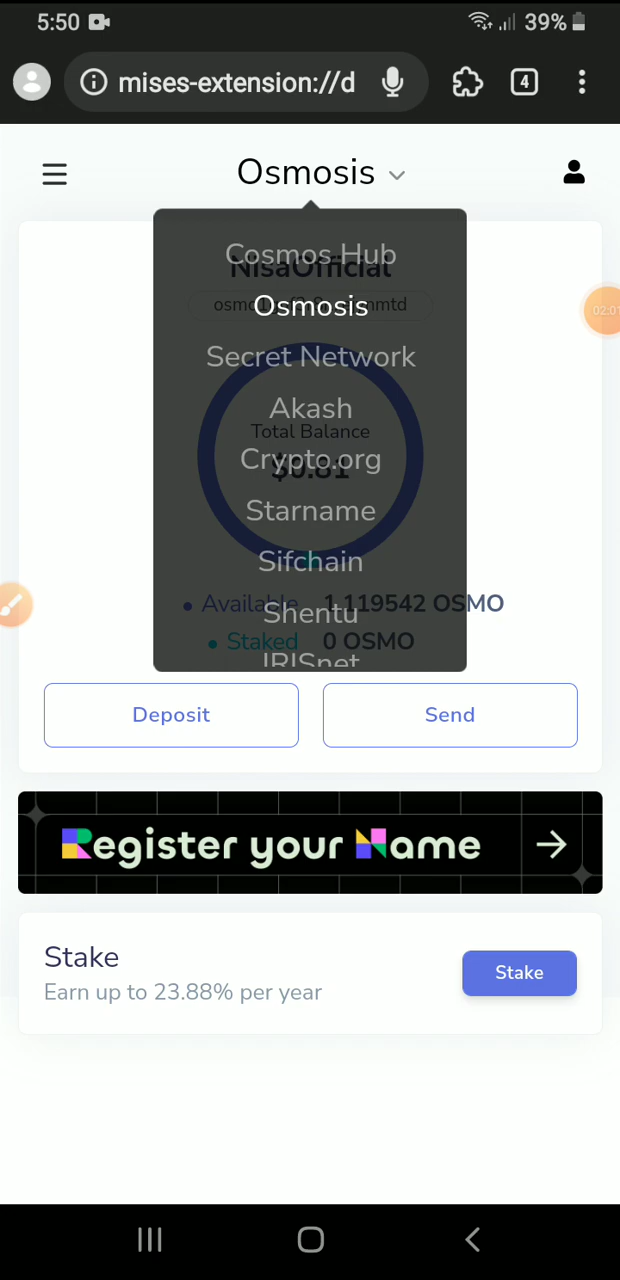 5:50
39%
mises-extension://d
4
Osmosis
Cosmos Hub
NisaOfficial
Osmosis
Secret Network
Akash
Total Balance
Crypto.org
$0.81
Starname
Sifchain
Available 1.119542 OSMO
Shentu
Staked 0 OSMO
IRISnet
02:01
Deposit
Send
Register your Name
Stake
Earn up to 23.88% per year
Stake